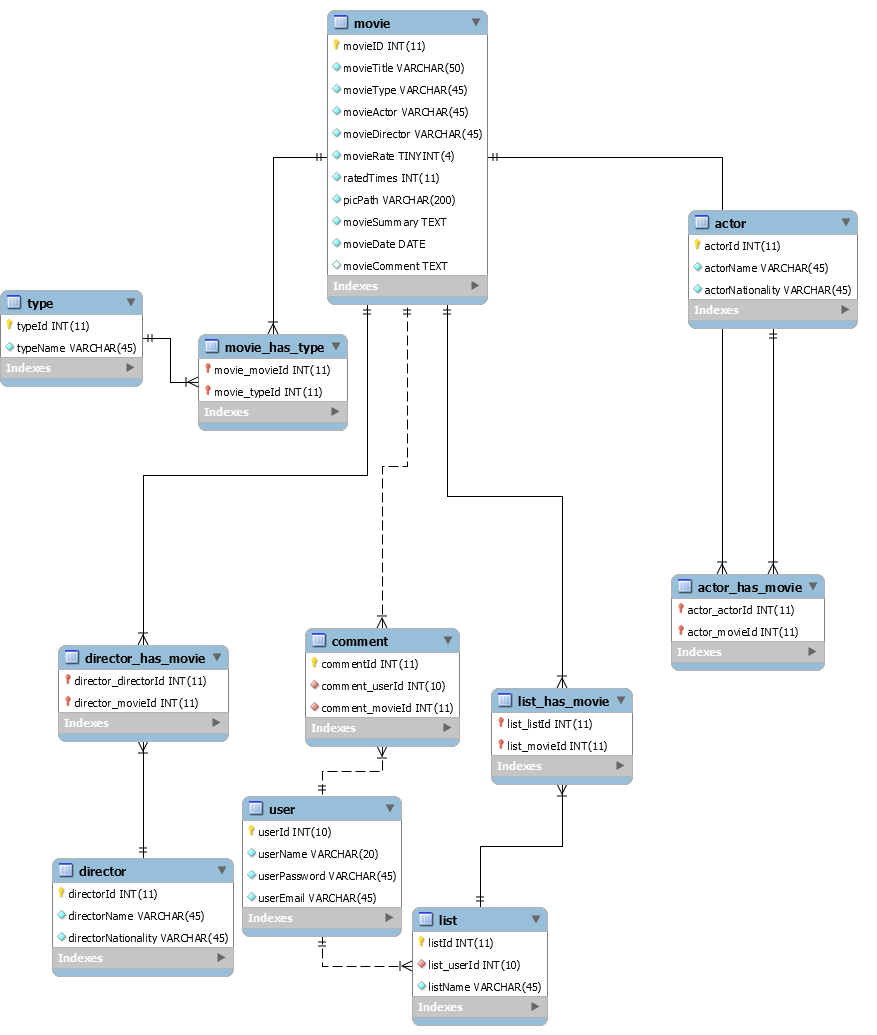 movie
movieID INT(11)
movieTitle VARCHAR(50)
movieType VARCHAR(45)
movieActor VARCHAR(45)
movieDirector VARCHAR(45)
movieRate TINYINT(4)
ratedTimes INT(11)
picPath VARCHAR(200)
movieSummary TEXT
movieDate DATE
movieComment TEXT
Indexes
actor
actorId INT(11)
actorName VARCHAR(45)
actorNationality VARCHAR(45)
Indexes
type
typeId INT(11)
typeName VARCHAR(45)
Indexes
movie_has_type
movie_movieId INT(11)
movie_typeId INT(11)
Indexes
actor_has_movie
actor_actorId INT(11)
actor_movieId INT(11)
Indexes
director_has_movie
director_directorId INT(11)
director_movieId INT(11)
Indexes
comment
commentId INT(11)
comment_userId INT(10)
comment_movieId INT(11)
Indexes
list_has_movie
list_listId INT(11)
list_movieId INT(11)
Indexes
user
userId INT(10)
userName VARCHAR(20)
userPassword VARCHAR(45)
userEmail VARCHAR(45)
Indexes
director
directorId INT(11)
directorName VARCHAR(45)
directorNationality VARCHAR(45)
Indexes
list
listId INT(11)
list_userId INT(10)
listName VARCHAR(45)
Indexes